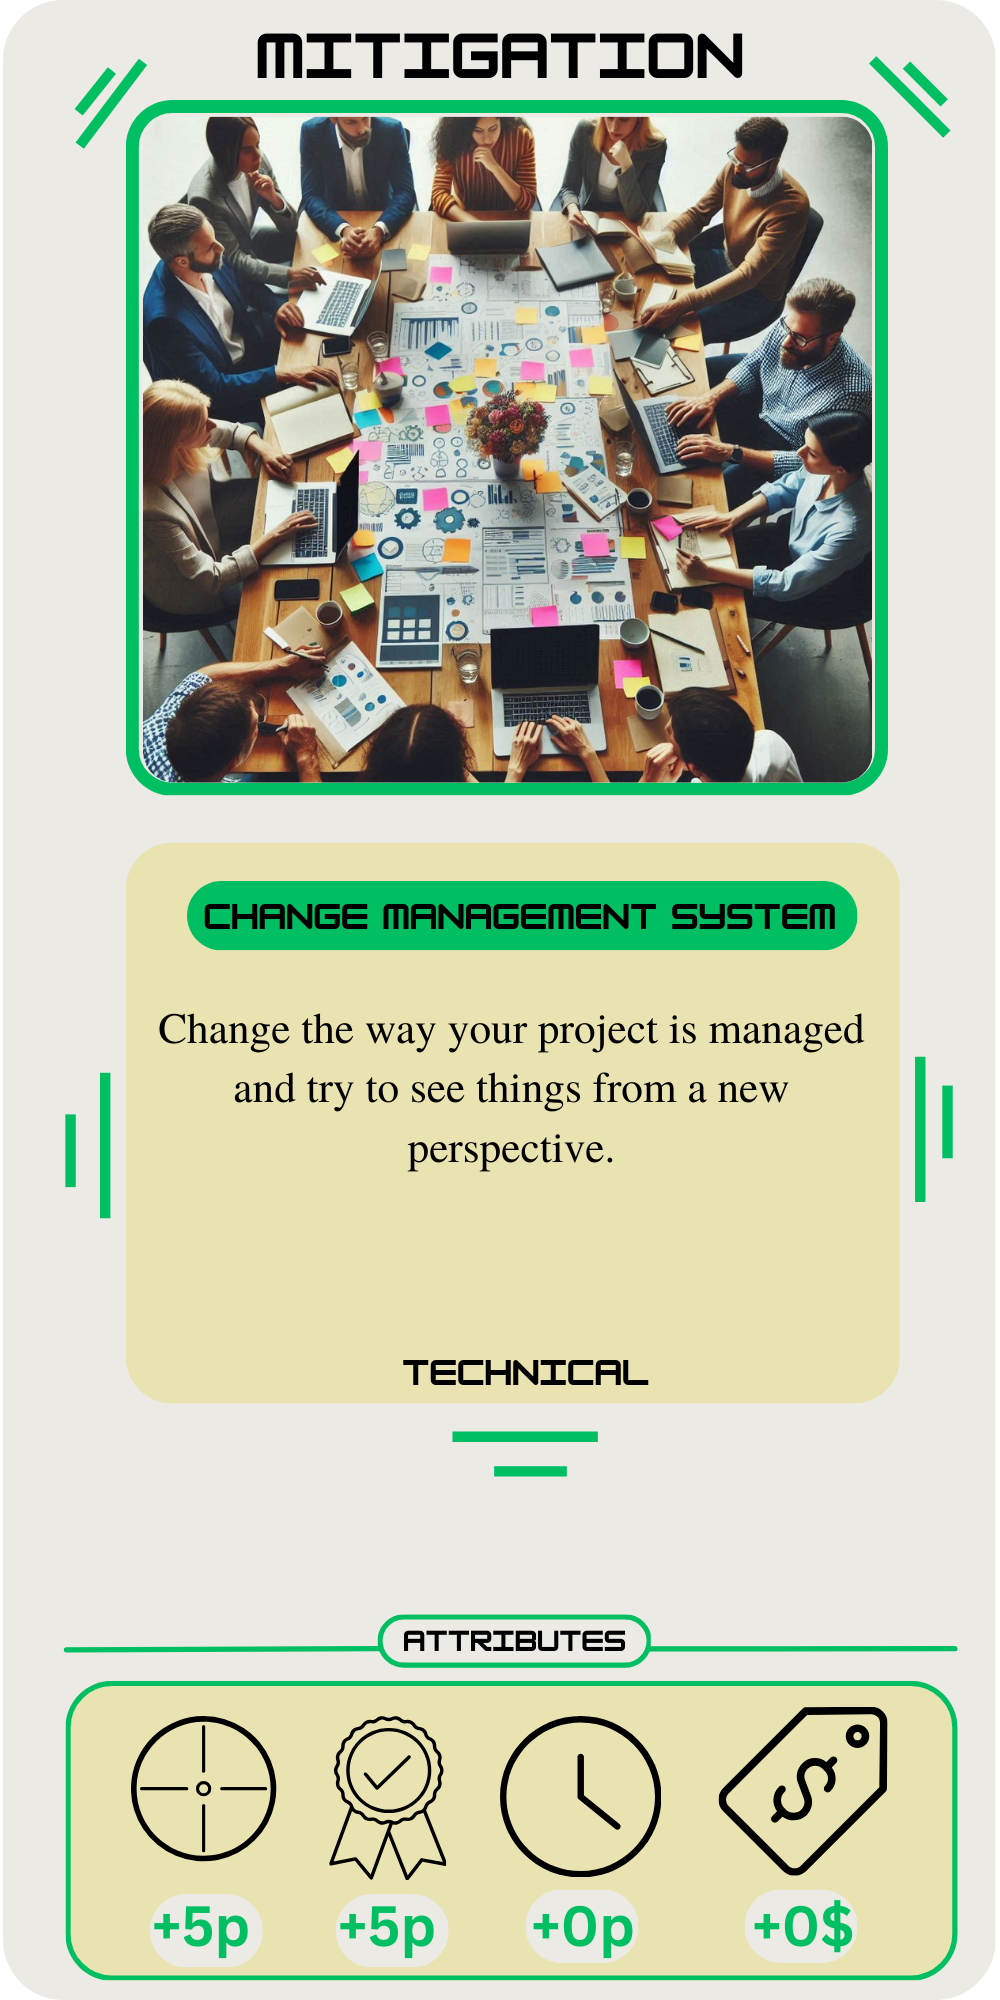 MITIGATION
CHANGE MANAGEMENT SYSTEM
Change the way your project is managed
and try to see things from a new
perspective.
TECHNICAL
ATTRIBUTES
+5p +5p +0p +0$